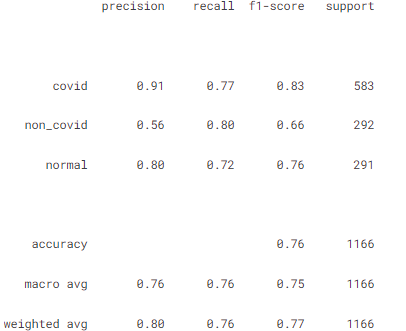 precision recall f1-score support
covid 0.91 0.77 0.83 583
non_covid 0.56 0.80 0.66 292
normal 0.80 0.72 0.76 291
accuracy 0.76 1166
macro avg 0.76 0.76 0.75 1166
weighted avg 0.80 0.76 0.77 1166